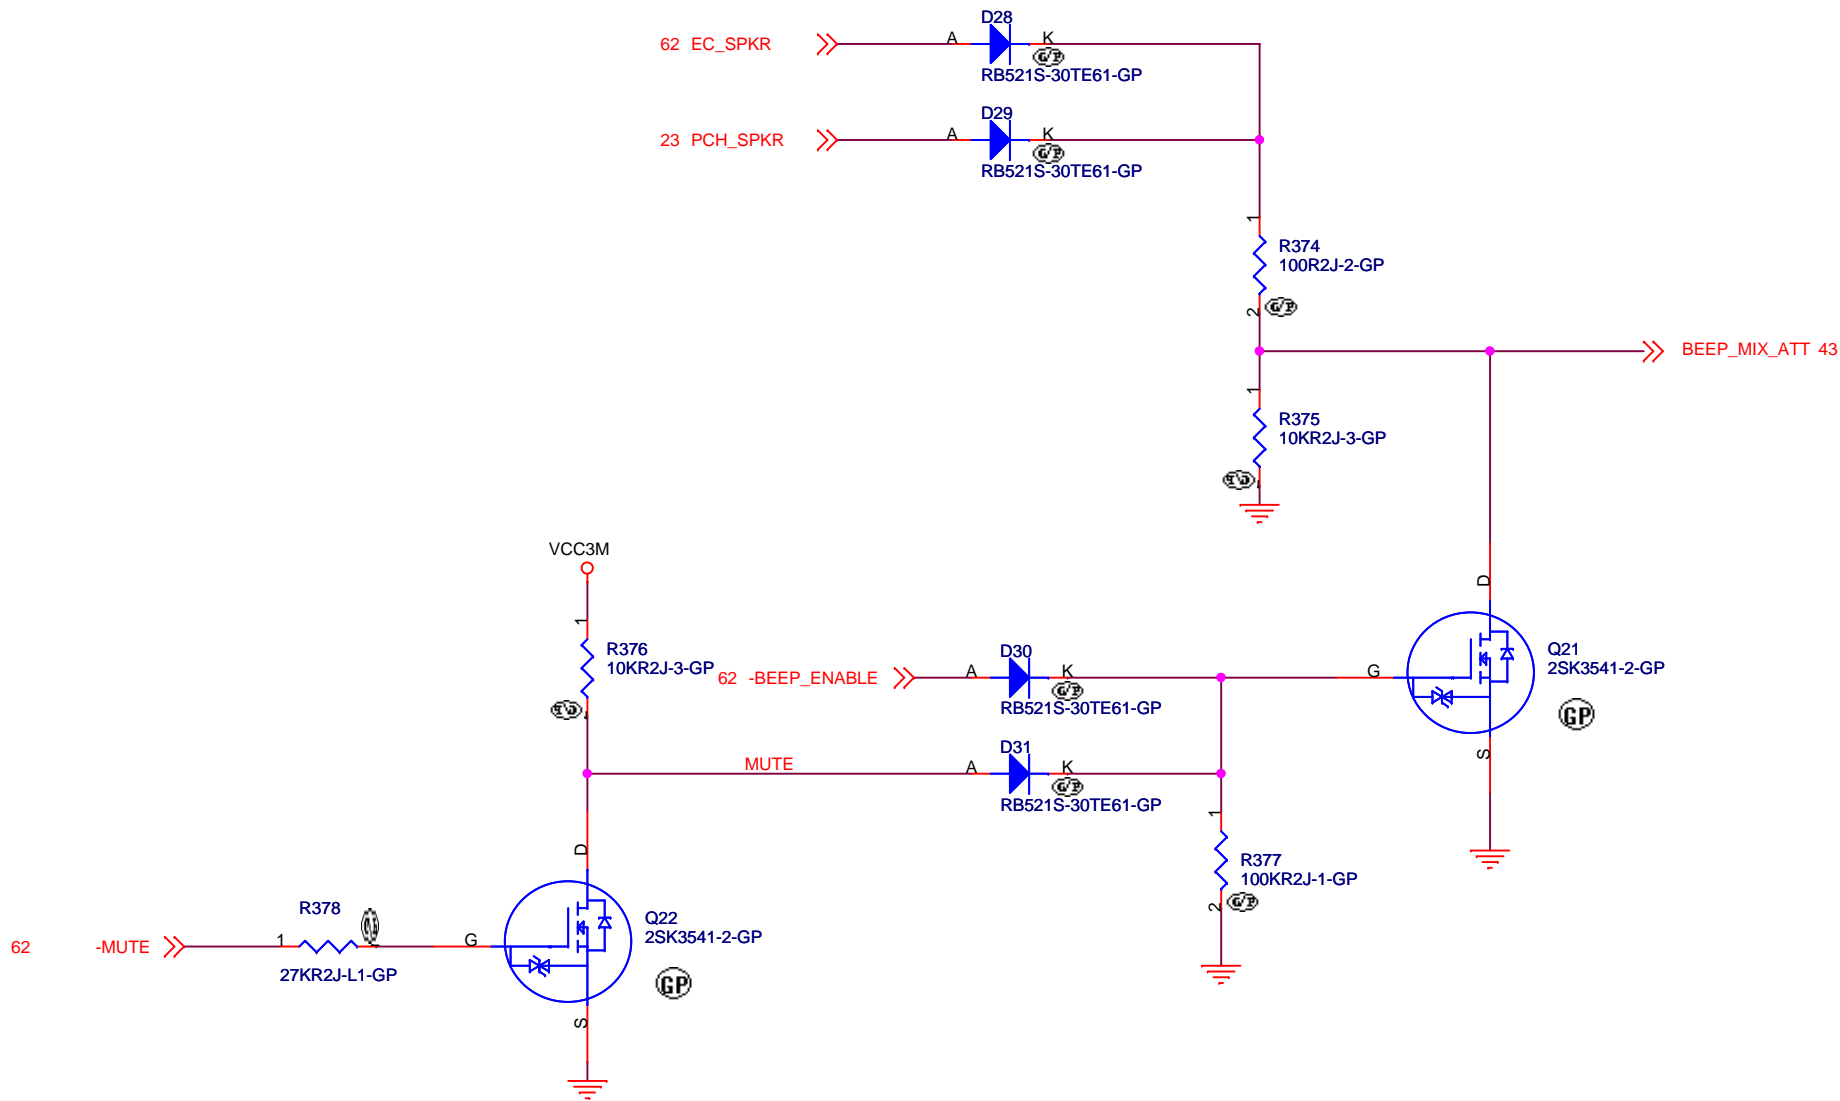 D28
62 EC_SPKR
A
K
G/P
RB521S-30TE61-GP
D29
23 PCH_SPKR
A
K
G/P
RB521S-30TE61-GP
1
R374
100R2J-2-GP
2
G/P
BEEP_MIX_ATT 43
1
R375
10KR2J-3-GP
G/P
VCC3M
1
R376
10KR2J-3-GP
G/P
62 -BEEP_ENABLE
D30
A
K
G/P
RB521S-30TE61-GP
G
D
S
Q21
2SK3541-2-GP
GP
MUTE
D31
A
K
G/P
RB521S-30TE61-GP
1
R377
100KR2J-1-GP
2
G/P
62 -MUTE
1
R378
27KR2J-L1-GP
G
D
S
Q22
2SK3541-2-GP
GP